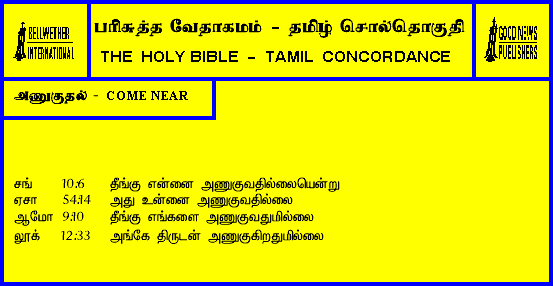 BELLWETHER
INTERNATIONAL
பரிசுத்த வேதாகமம் - தமிழ் சொல்தொகுதி
THE HOLY BIBLE - TAMIL CONCORDANCE
GOOD NEWS
PUBLISHERS
அணுகுதல் - COME NEAR
சங் 10:6 தீங்கு என்னை அணுகுவதில்லையென்று
ஏசா 54:14 அது உன்னை அணுகுவதில்லை
ஆமோ 9:10 தீங்கு எங்களை அணுகுவதுமில்லை
லூக் 12:33 அங்கே திருடன் அணுகுகிறதுமில்லை